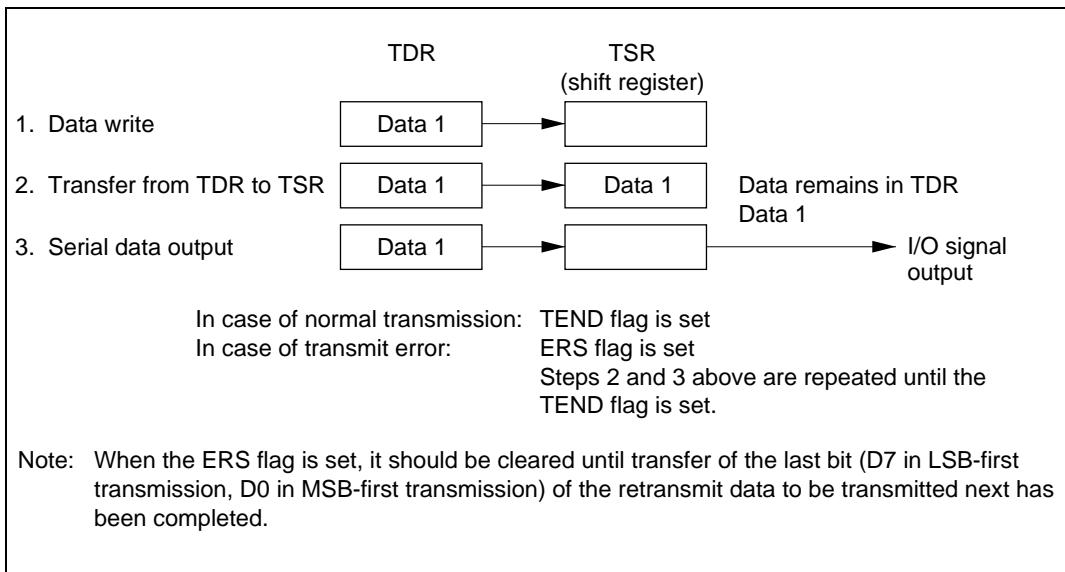 TDR TSR
(shift register)
1. Data write Data 1
2. Transfer from TDR to TSR Data 1 Data 1 Data remains in TDR
Data 1
3. Serial data output Data 1 I/O signal
output
In case of normal transmission: TEND flag is set
In case of transmit error: ERS flag is set
Steps 2 and 3 above are repeated until the
TEND flag is set.
Note: When the ERS flag is set, it should be cleared until transfer of the last bit (D7 in LSB-first
transmission, D0 in MSB-first transmission) of the retransmit data to be transmitted next has
been completed.